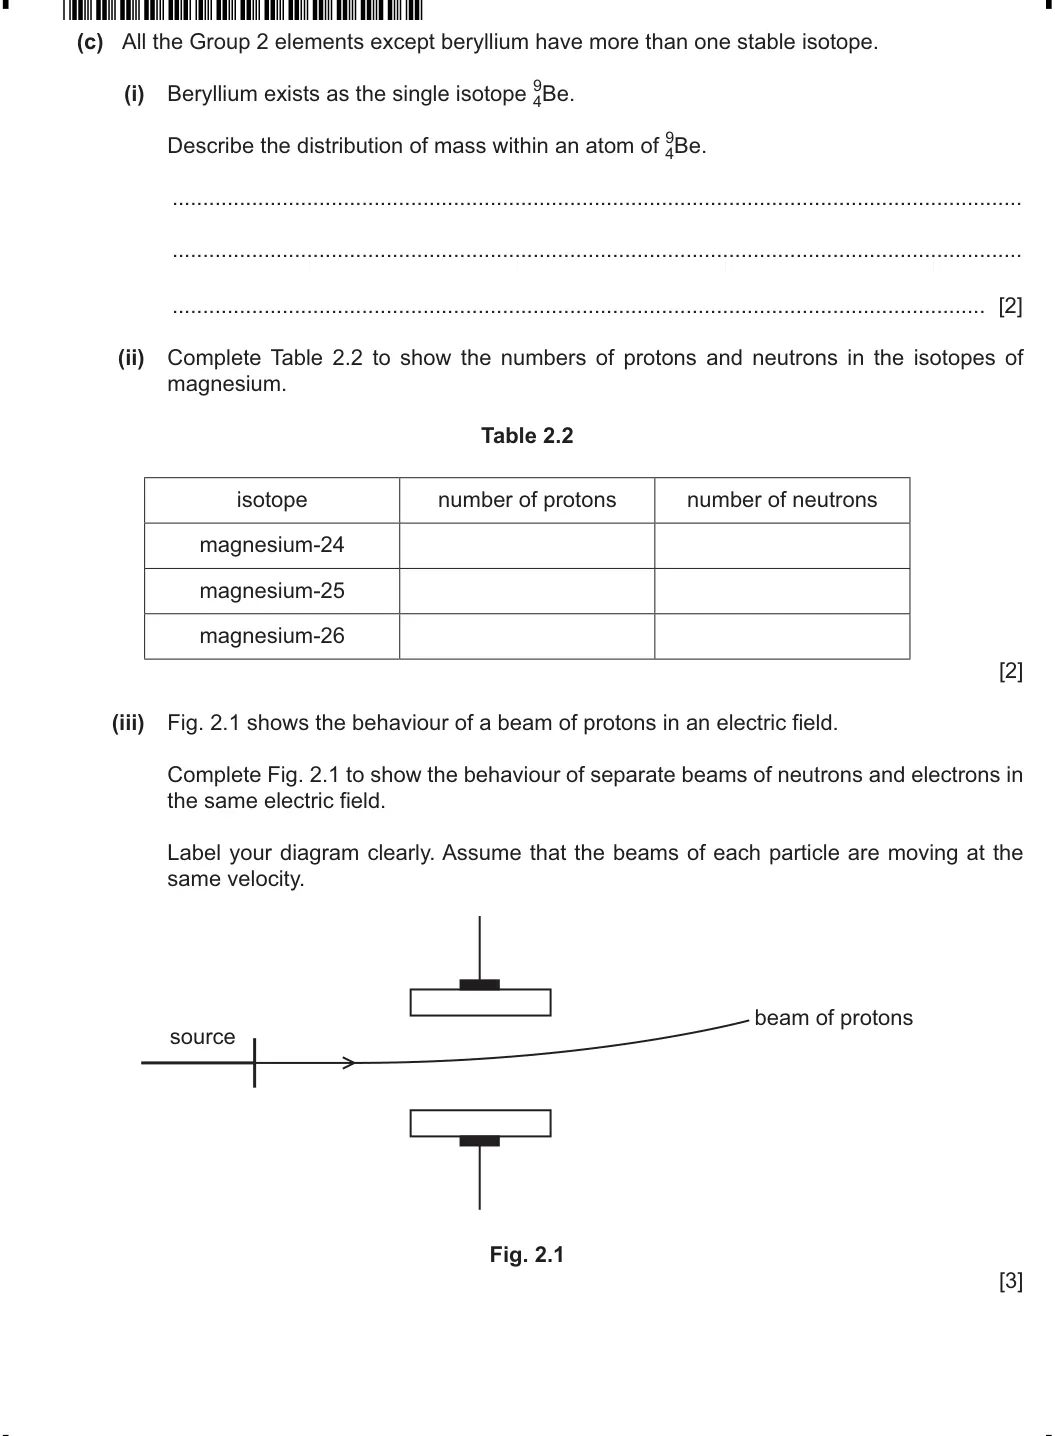 (c) All the Group 2 elements except beryllium have more than one stable isotope.
(i) Beryllium exists as the single isotope ⁹₄Be.
Describe the distribution of mass within an atom of ⁹₄Be.
................................................................................................................................................
................................................................................................................................................
.......................................................................................................................................... [2]
(ii) Complete Table 2.2 to show the numbers of protons and neutrons in the isotopes of
magnesium.
Table 2.2
isotope number of protons number of neutrons
magnesium-24
magnesium-25
magnesium-26
[2]
(iii) Fig. 2.1 shows the behaviour of a beam of protons in an electric field.
Complete Fig. 2.1 to show the behaviour of separate beams of neutrons and electrons in
the same electric field.
Label your diagram clearly. Assume that the beams of each particle are moving at the
same velocity.
beam of protons
source
Fig. 2.1
[3]